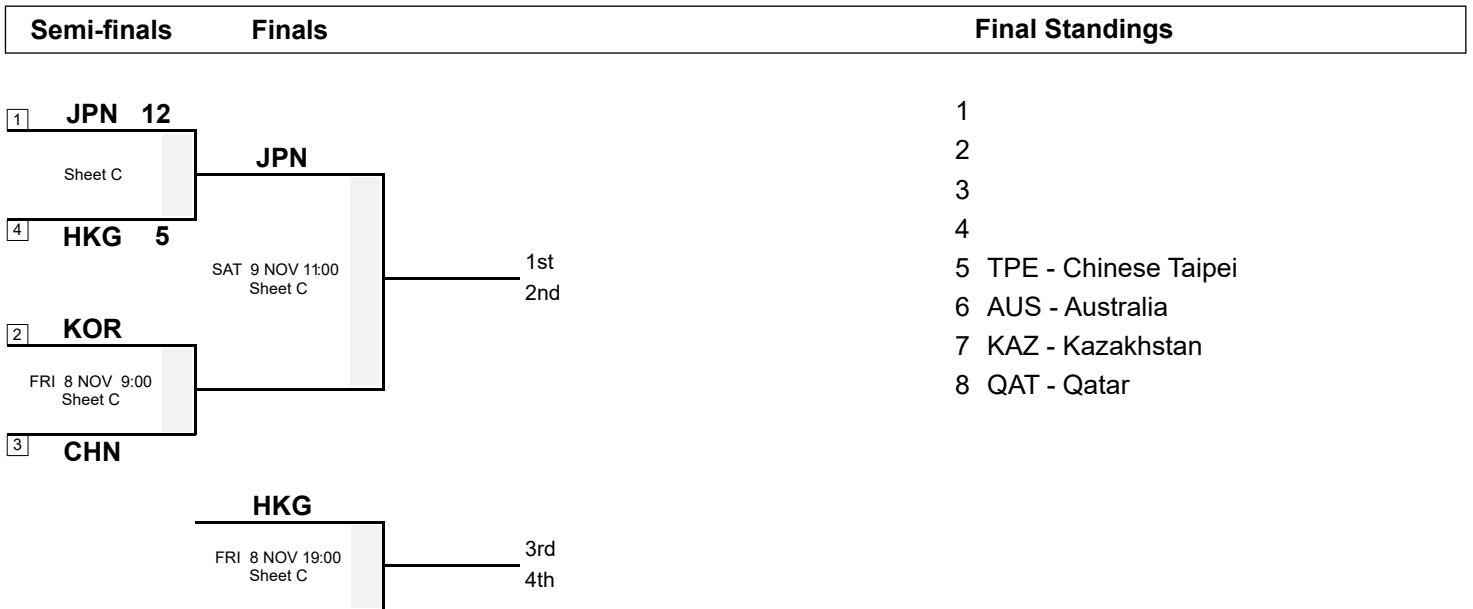 Semi-finals Finals Final Standings
1 JPN 12
Sheet C
4 HKG 5
JPN
SAT 9 NOV 11:00
Sheet C
1st
2nd
2 KOR
FRI 8 NOV 9:00
Sheet C
3 CHN
HKG
FRI 8 NOV 19:00
Sheet C
3rd
4th
1
2
3
4
5 TPE - Chinese Taipei
6 AUS - Australia
7 KAZ - Kazakhstan
8 QAT - Qatar